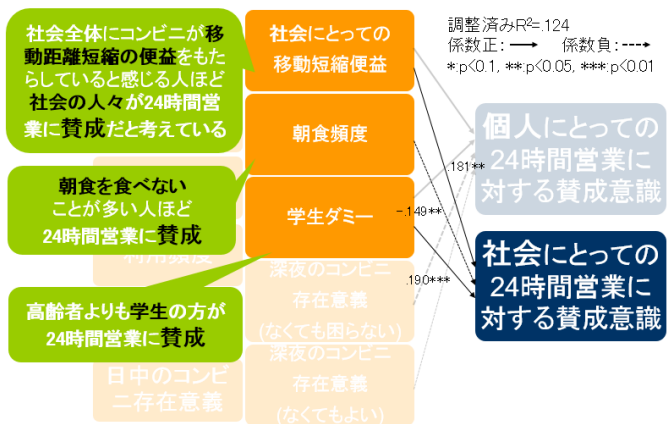 社会全体にコンビニが移
動距離短縮の便益をもた
らしていると感じる人ほど
社会の人々が24時間営
業に賛成だと考えている
朝食を食べない
ことが多い人ほど
24時間営業に賛成
高齢者よりも学生の方が
24時間営業に賛成
社会にとっての
移動短縮便益
朝食頻度
学生ダミー
利用頻度
深夜のコンビニ
存在意義
(なくても困らない)
日中のコンビ
ニ存在意義
深夜のコンビニ
存在意義
(なくてもよい)
調整済みR²=.124
係数正: 係数負:
*:p<0.1, **:p<0.05, ***:p<0.01
.181**
-.149**
.190***
個人にとっての
24時間営業に
対する賛成意識
社会にとっての
24時間営業に
対する賛成意識